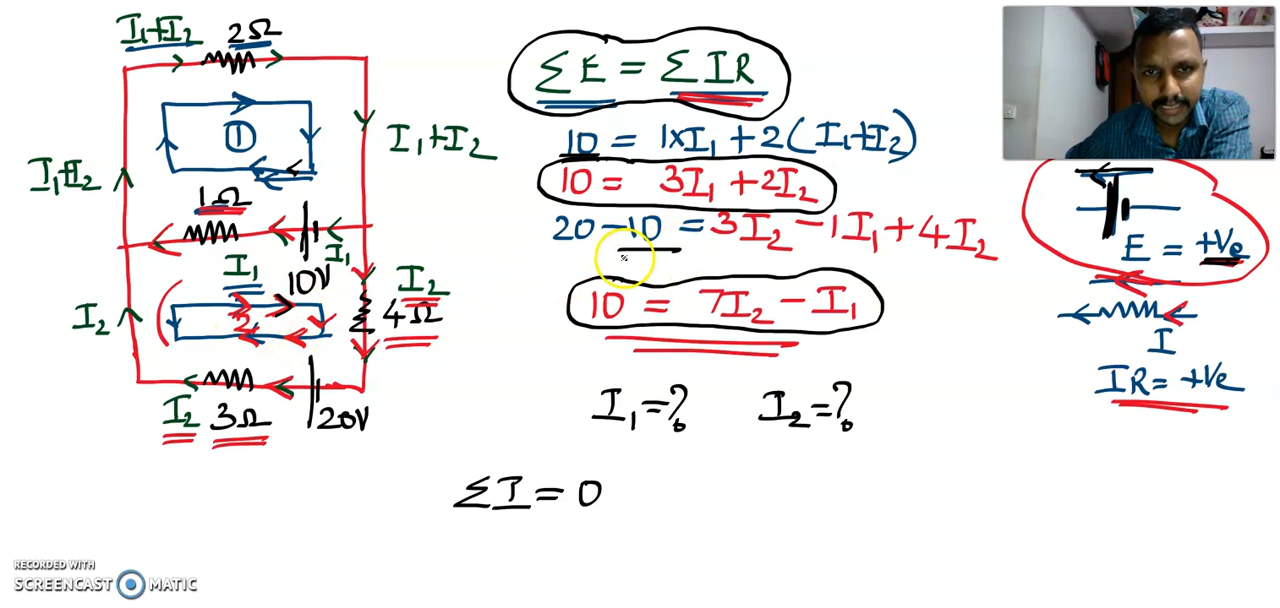 I₁+I₂ 2Ω
ΣE = ΣIR
① I₁+I₂
10 = 1xI₁ + 2(I₁+I₂)
I₁+I₂
10 = 3I₁ + 2I₂
1Ω
I₁
20 - 10 = 3I₂ - 1I₁ + 4I₂
E = +Ve
I₁ 10V I₂
I₂ 2 4Ω
10 = 7I₂ - I₁
I
IR = +Ve
I₂ 3Ω 20V
I₁ = ? I₂ = ?
ΣI = 0
RECORDED WITH
SCREENCAST MATIC